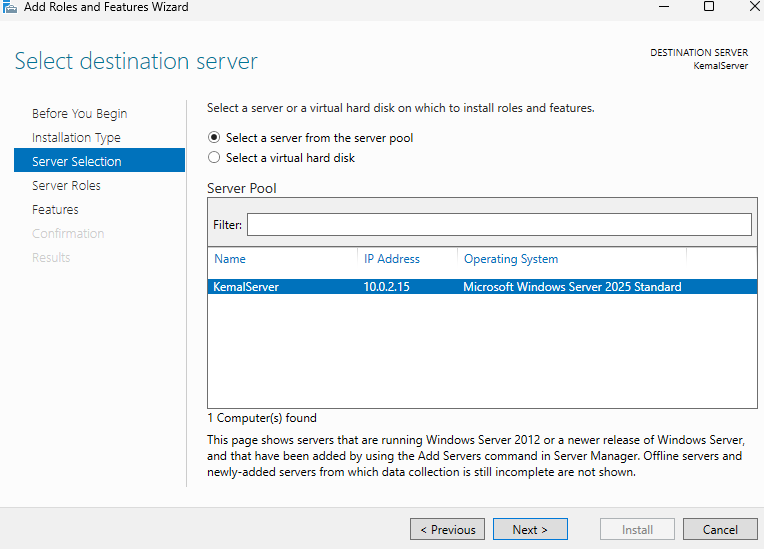 Add Roles and Features Wizard
Select destination server
DESTINATION SERVER
KemalServer
Before You Begin
Installation Type
Server Selection
Server Roles
Features
Confirmation
Results
Select a server or a virtual hard disk on which to install roles and features.
Select a server from the server pool
Select a virtual hard disk
Server Pool
Filter:
Name IP Address Operating System
KemalServer 10.0.2.15 Microsoft Windows Server 2025 Standard
1 Computer(s) found
This page shows servers that are running Windows Server 2012 or a newer release of Windows Server,
and that have been added by using the Add Servers command in Server Manager. Offline servers and
newly-added servers from which data collection is still incomplete are not shown.
< Previous Next > Install Cancel